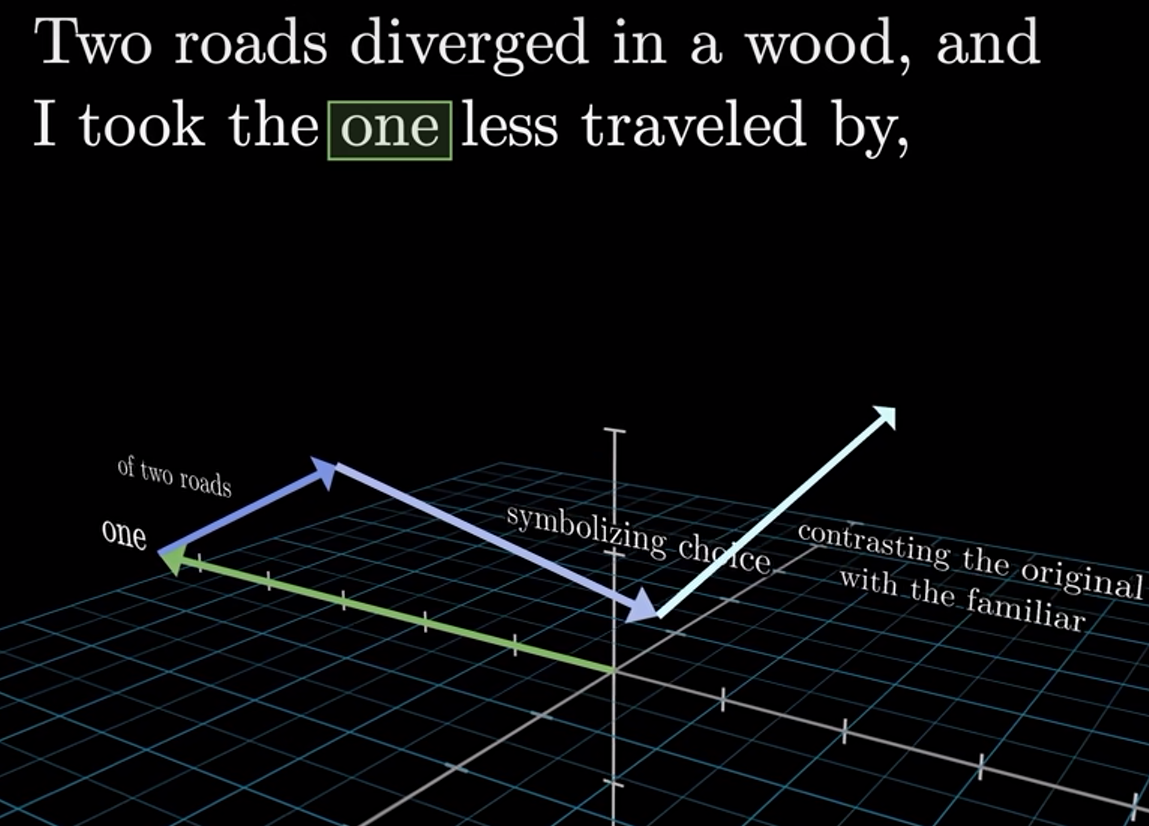 Two roads diverged in a wood, and
I took the one less traveled by,
of two roads
one
symbolizing choice
contrasting the original
with the familiar